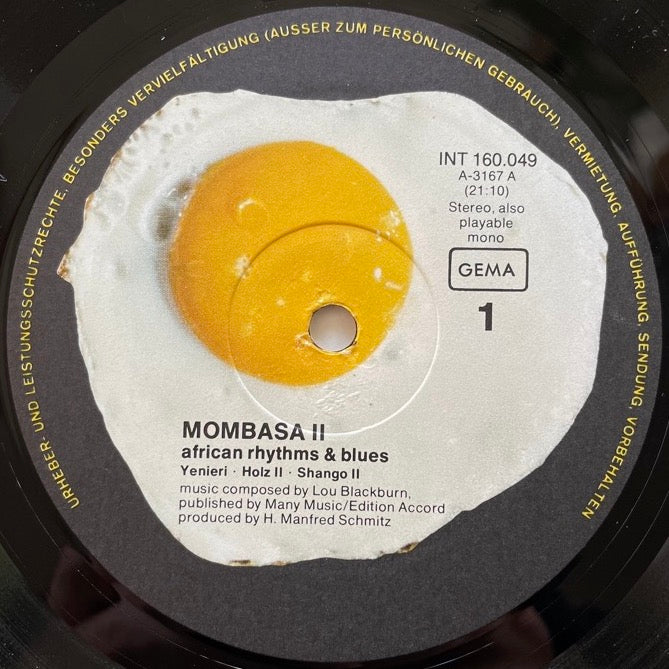 URHEBER- UND LEISTUNGSSCHUTZRECHTE, BESONDERS VERVIELFÄLTIGUNG (AUSSER ZUM PERSÖNLICHEN GEBRAUCH), VERMIETUNG, AUFFÜHRUNG, SENDUNG, VORBEHALTEN
INT 160.049
A-3167 A
(21:10)
Stereo, also
playable
mono
GEMA
1
MOMBASA II
african rhythms & blues
Yenieri · Holz II · Shango II
music composed by Lou Blackburn,
published by Many Music/Edition Accord
produced by H. Manfred Schmitz